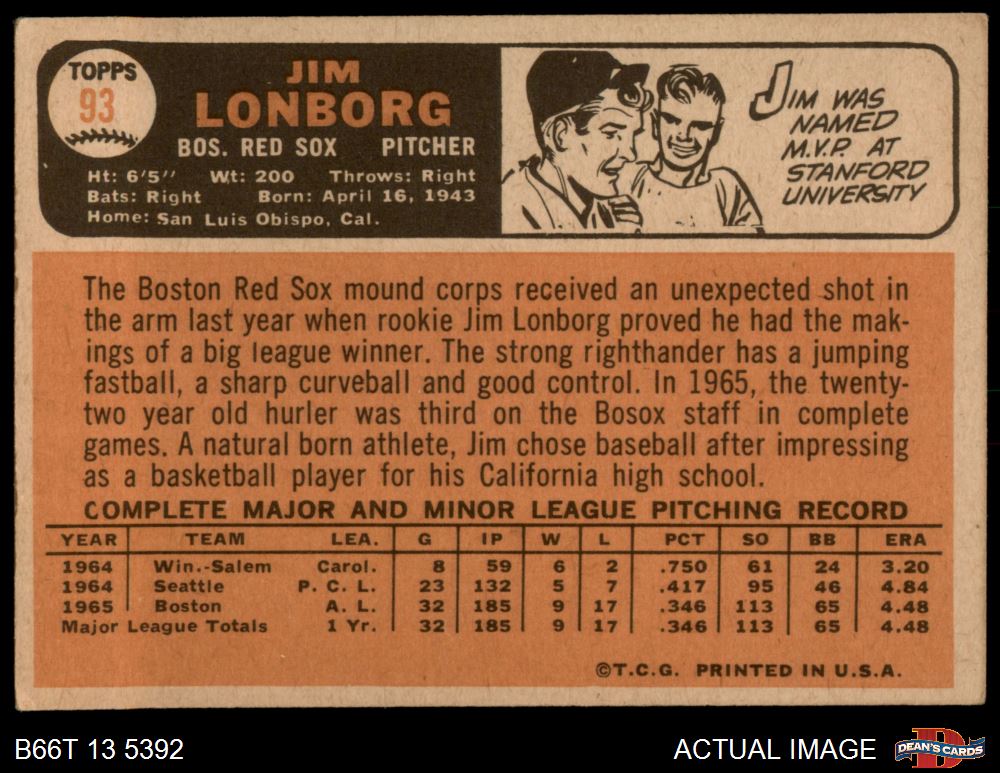 TOPPS
93
JIM
LONBORG
BOS. RED SOX PITCHER
Ht: 6'5" Wt: 200 Throws: Right
Bats: Right Born: April 16, 1943
Home: San Luis Obispo, Cal.
JIM WAS
NAMED
M.V.P. AT
STANFORD
UNIVERSITY
The Boston Red Sox mound corps received an unexpected shot in
the arm last year when rookie Jim Lonborg proved he had the mak-
ings of a big league winner. The strong righthander has a jumping
fastball, a sharp curveball and good control. In 1965, the twenty-
two year old hurler was third on the Bosox staff in complete
games. A natural born athlete, Jim chose baseball after impressing
as a basketball player for his California high school.
COMPLETE MAJOR AND MINOR LEAGUE PITCHING RECORD
YEAR TEAM LEA. G IP W L PCT SO BB ERA
1964 Win.-Salem Carol. 8 59 6 2 .750 61 24 3.20
1964 Seattle P. C. L. 23 132 5 7 .417 95 46 4.84
1965 Boston A. L. 32 185 9 17 .346 113 65 4.48
Major League Totals 1 Yr. 32 185 9 17 .346 113 65 4.48
©T.C.G. PRINTED IN U.S.A.
B66T 13 5392
ACTUAL IMAGE
DEAN'S CARDS